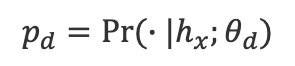 p_d = Pr(· |h_x; θ_d)